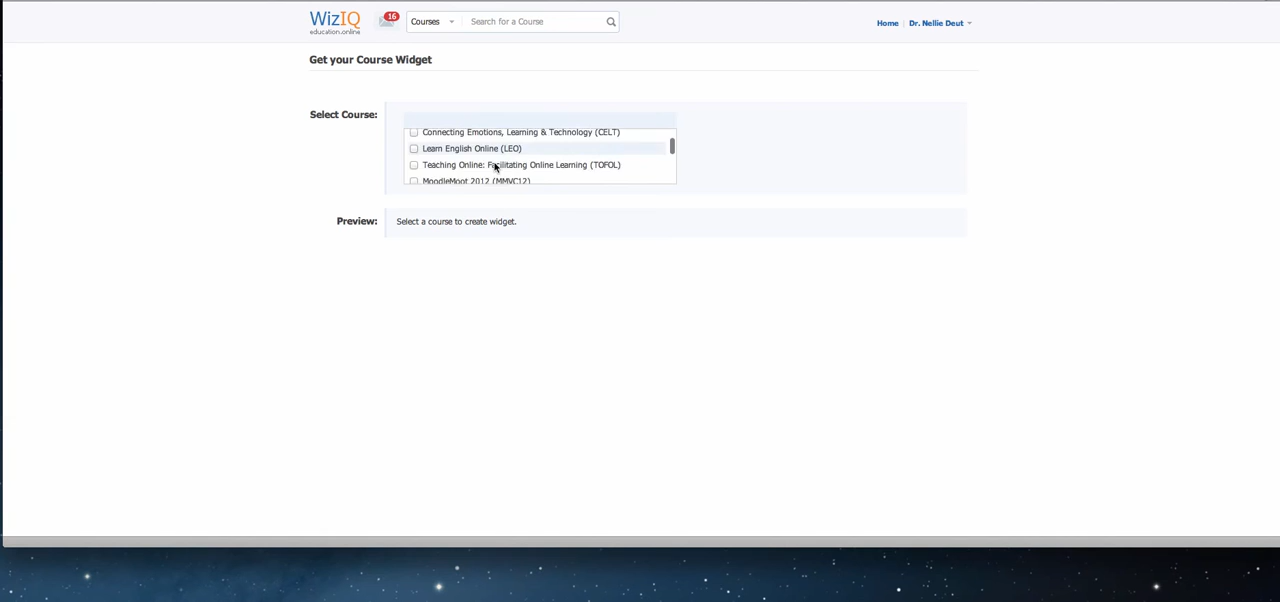 WizIQ
education.online
16
Courses
Search for a Course
Home
Dr. Nellie Deut
Get your Course Widget
Select Course:
Connecting Emotions, Learning & Technology (CELT)
Learn English Online (LEO)
Teaching Online: Facilitating Online Learning (TOFOL)
MoodleMoot 2012 (MMVC12)
Preview:
Select a course to create widget.